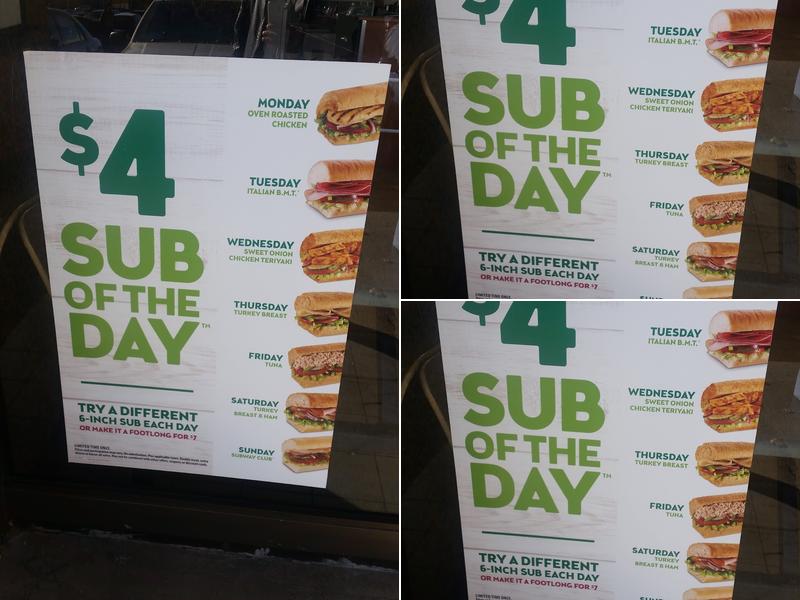 $4
SUB
OF THE
DAY™
TRY A DIFFERENT
6-INCH SUB EACH DAY
OR MAKE IT A FOOTLONG FOR $7
LIMITED TIME ONLY.
MONDAY
OVEN ROASTED
CHICKEN
TUESDAY
ITALIAN B.M.T.®
WEDNESDAY
SWEET ONION
CHICKEN TERIYAKI
THURSDAY
TURKEY BREAST
FRIDAY
TUNA
SATURDAY
TURKEY
BREAST & HAM
SUNDAY
SUBWAY CLUB®
$4
SUB
OF THE
DAY™
TRY A DIFFERENT
6-INCH SUB EACH DAY
OR MAKE IT A FOOTLONG FOR $7
LIMITED TIME ONLY.
TUESDAY
ITALIAN B.M.T.®
WEDNESDAY
SWEET ONION
CHICKEN TERIYAKI
THURSDAY
TURKEY BREAST
FRIDAY
TUNA
SATURDAY
TURKEY
BREAST & HAM
$4
SUB
OF THE
DAY™
TRY A DIFFERENT
6-INCH SUB EACH DAY
OR MAKE IT A FOOTLONG FOR $7
LIMITED TIME ONLY.
TUESDAY
ITALIAN B.M.T.®
WEDNESDAY
SWEET ONION
CHICKEN TERIYAKI
THURSDAY
TURKEY BREAST
FRIDAY
TUNA
SATURDAY
TURKEY
BREAST & HAM